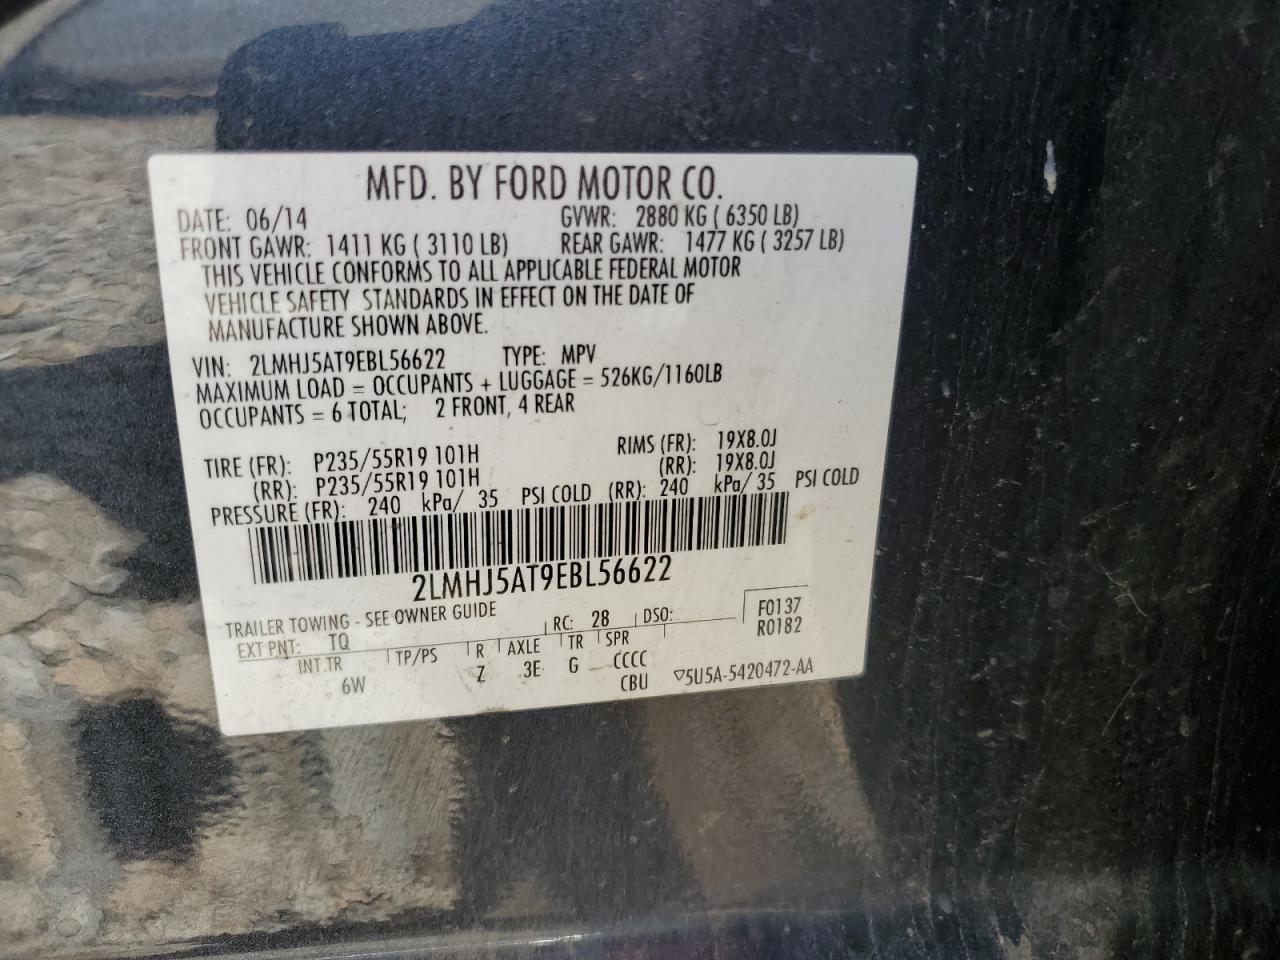 MFD. BY FORD MOTOR CO.
DATE: 06/14 GVWR: 2880 KG ( 6350 LB)
FRONT GAWR: 1411 KG ( 3110 LB) REAR GAWR: 1477 KG ( 3257 LB)
THIS VEHICLE CONFORMS TO ALL APPLICABLE FEDERAL MOTOR
VEHICLE SAFETY STANDARDS IN EFFECT ON THE DATE OF
MANUFACTURE SHOWN ABOVE.
VIN: 2LMHJ5AT9EBL56622 TYPE: MPV
MAXIMUM LOAD = OCCUPANTS + LUGGAGE = 526KG/1160LB
OCCUPANTS = 6 TOTAL; 2 FRONT, 4 REAR
TIRE (FR): P235/55R19 101H RIMS (FR): 19X8.0J
(RR): P235/55R19 101H (RR): 19X8.0J
PRESSURE (FR): 240 kPa/ 35 PSI COLD (RR): 240 kPa/ 35 PSI COLD
2LMHJ5AT9EBL56622
TRAILER TOWING - SEE OWNER GUIDE RC: 28 DSO: F0137
EXT PNT: TQ R0182
INT TR TP/PS R AXLE TR SPR
6W Z 3E G CCCC
CBU ▽5U5A-5420472-AA